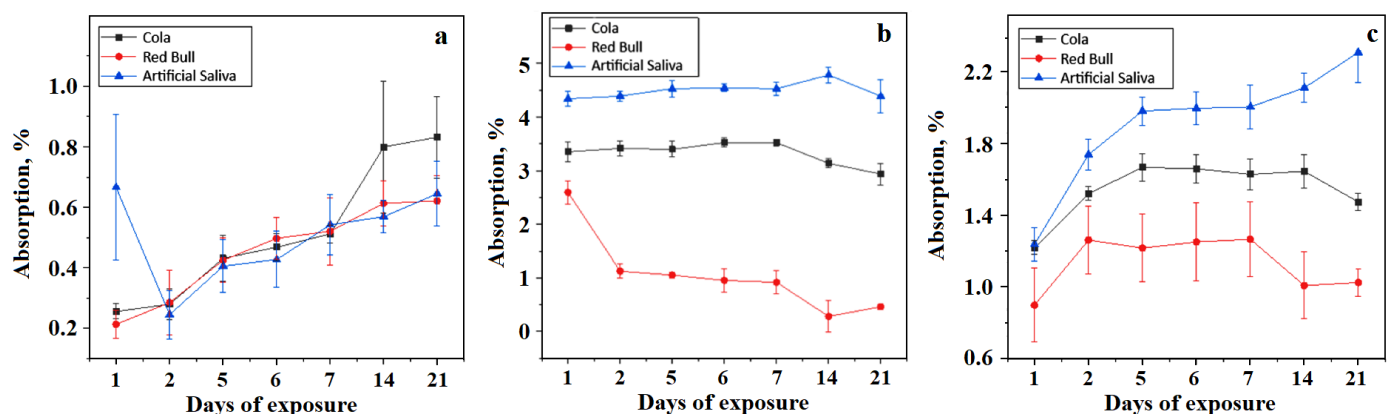 a
Cola
Red Bull
Artificial Saliva
Absorption, %
1.0
0.8
0.6
0.4
0.2
1 2 5 6 7 14 21
Days of exposure
b
Cola
Red Bull
Artificial Saliva
Absorption, %
5
4
3
2
1
0
1 2 5 6 7 14 21
Days of exposure
c
Cola
Red Bull
Artificial Saliva
Absorption, %
2.2
1.8
1.4
1.0
0.6
1 2 5 6 7 14 21
Days of exposure